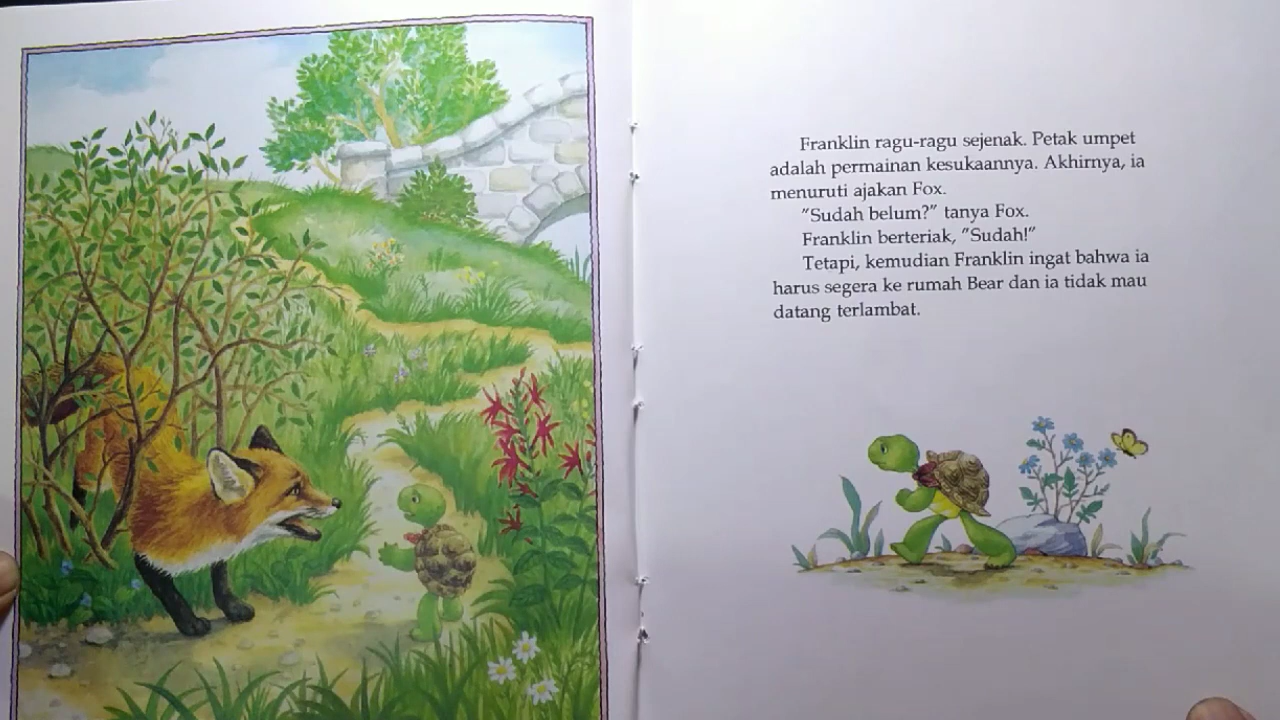 Franklin ragu-ragu sejenak. Petak umpet
adalah permainan kesukaannya. Akhirnya, ia
menuruti ajakan Fox.
"Sudah belum?" tanya Fox.
Franklin berteriak, "Sudah!"
Tetapi, kemudian Franklin ingat bahwa ia
harus segera ke rumah Bear dan ia tidak mau
datang terlambat.